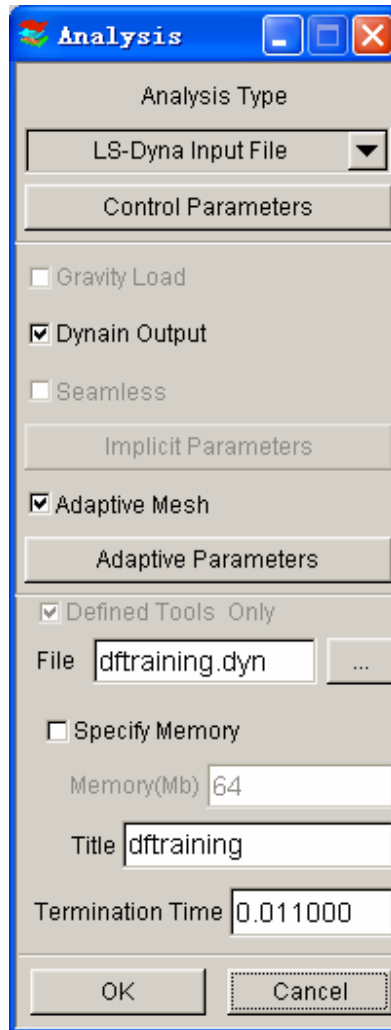 Analysis
Analysis Type
LS-Dyna Input File
Control Parameters
Gravity Load
Dynain Output
Seamless
Implicit Parameters
Adaptive Mesh
Adaptive Parameters
Defined Tools Only
File dftraining.dyn ...
Specify Memory
Memory(Mb) 64
Title dftraining
Termination Time 0.011000
OK Cancel